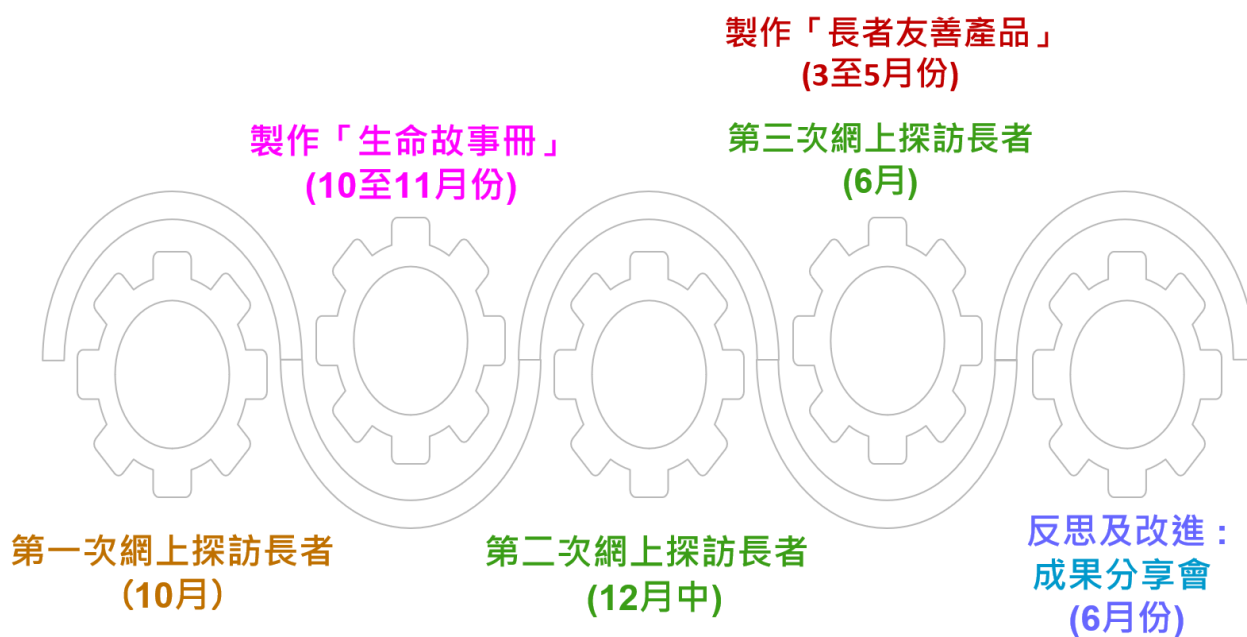 製作「長者友善產品」
(3至5月份)
製作「生命故事冊」
(10至11月份)
第三次網上探訪長者
(6月)
第一次網上探訪長者
(10月)
第二次網上探訪長者
(12月中)
反思及改進：
成果分享會
(6月份)